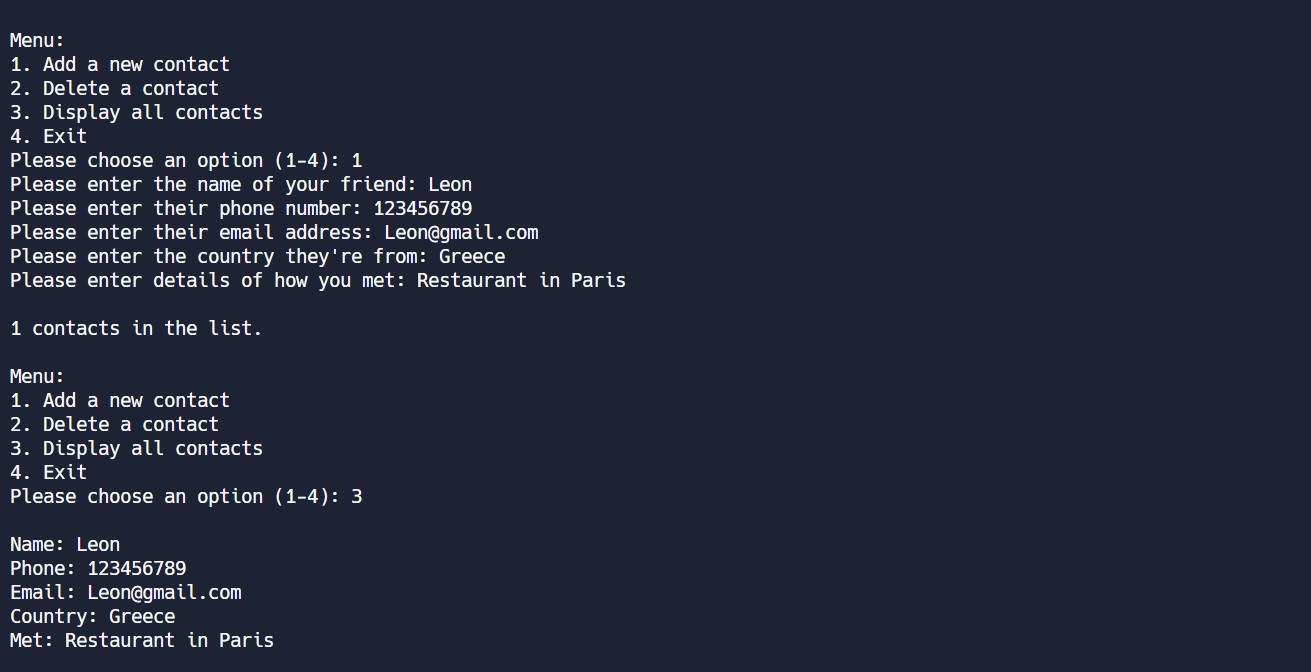 Menu:
1. Add a new contact
2. Delete a contact
3. Display all contacts
4. Exit
Please choose an option (1-4): 1
Please enter the name of your friend: Leon
Please enter their phone number: 123456789
Please enter their email address: Leon@gmail.com
Please enter the country they're from: Greece
Please enter details of how you met: Restaurant in Paris
1 contacts in the list.
Menu:
1. Add a new contact
2. Delete a contact
3. Display all contacts
4. Exit
Please choose an option (1-4): 3
Name: Leon
Phone: 123456789
Email: Leon@gmail.com
Country: Greece
Met: Restaurant in Paris